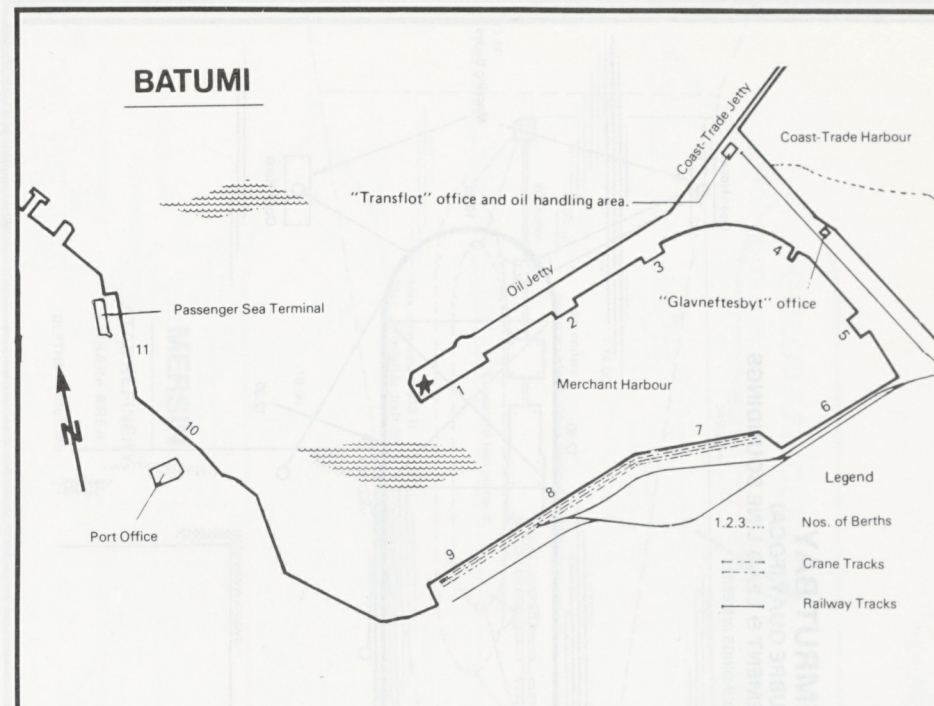 BATUMI
Coast-Trade Jetty
Coast-Trade Harbour
"Transflot" office and oil handling area.
Oil Jetty
"Glavneftesbyt" office
Passenger Sea Terminal
Merchant Harbour
1
2
3
4
5
6
7
8
9
10
11
N
Port Office
Legend
1.2.3.... Nos. of Berths
Crane Tracks
Railway Tracks